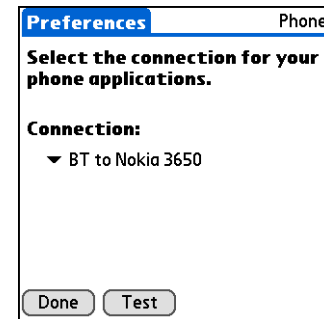 Preferences Phone
Select the connection for your
phone applications.
Connection:
BT to Nokia 3650
Done Test